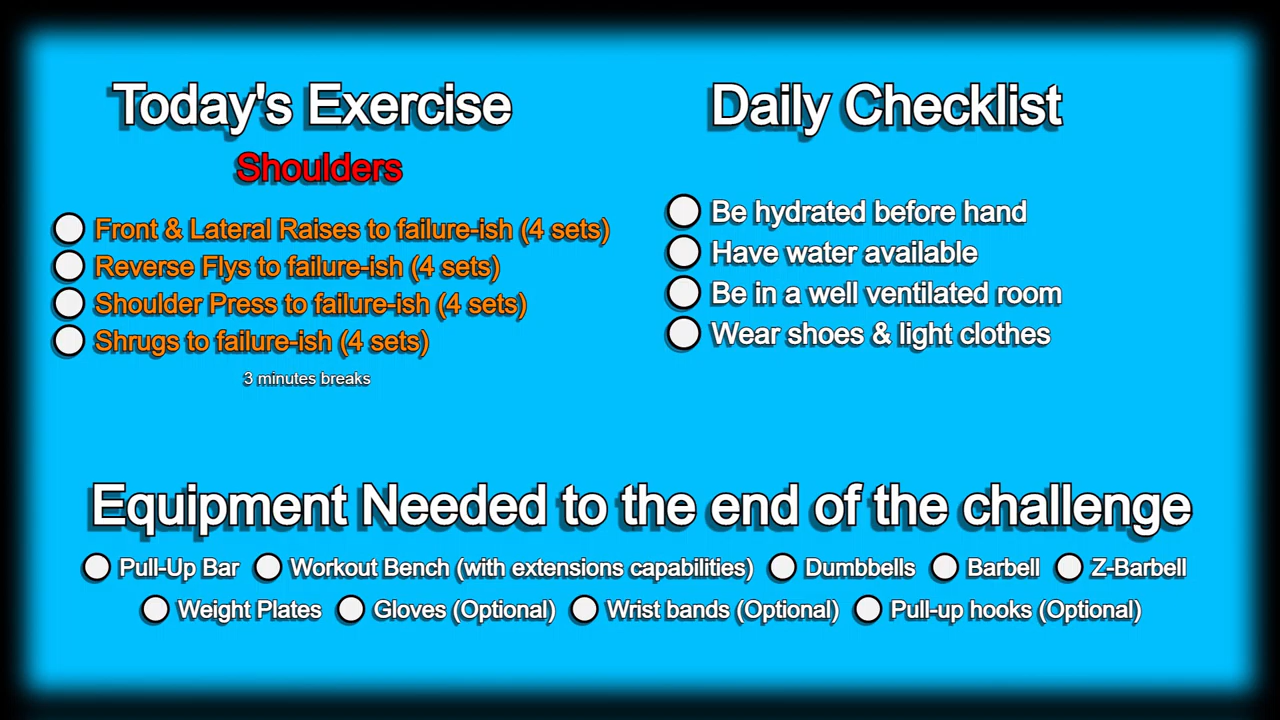 Today's Exercise
Shoulders
Front & Lateral Raises to failure-ish (4 sets)
Reverse Flys to failure-ish (4 sets)
Shoulder Press to failure-ish (4 sets)
Shrugs to failure-ish (4 sets)
3 minutes breaks
Daily Checklist
Be hydrated before hand
Have water available
Be in a well ventilated room
Wear shoes & light clothes
Equipment Needed to the end of the challenge
Pull-Up Bar Workout Bench (with extensions capabilities) Dumbbells Barbell Z-Barbell
Weight Plates Gloves (Optional) Wrist bands (Optional) Pull-up hooks (Optional)